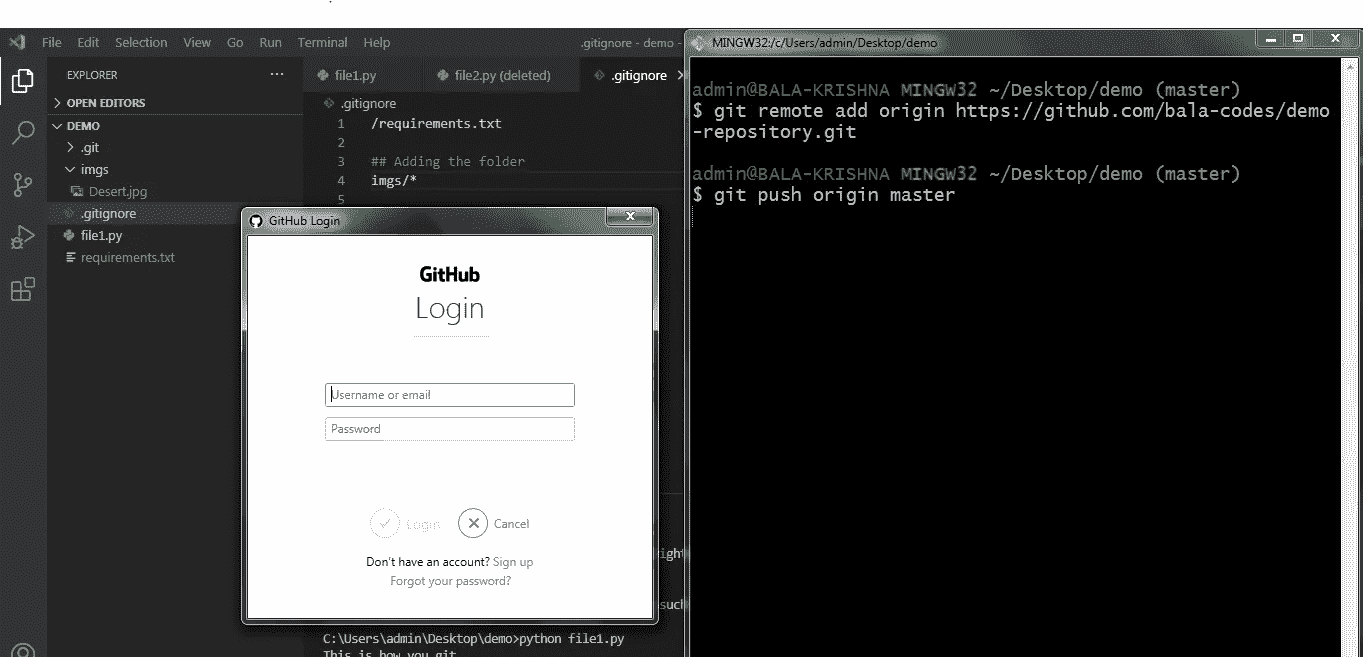 File Edit Selection View Go Run Terminal Help
.gitignore - demo -
EXPLORER
OPEN EDITORS
DEMO
.git
imgs
Desert.jpg
.gitignore
file1.py
requirements.txt
file1.py
file2.py (deleted)
.gitignore
.gitignore
1 /requirements.txt
2
3 ## Adding the folder
4 imgs/*
5
GitHub Login
X
GitHub
Login
Username or email
Password
Login
Cancel
Don't have an account? Sign up
Forgot your password?
C:\Users\admin\Desktop\demo>python file1.py
This is how you git
MINGW32:/c/Users/admin/Desktop/demo
admin@BALA-KRISHNA MINGW32 ~/Desktop/demo (master)
$ git remote add origin https://github.com/bala-codes/demo
-repository.git
admin@BALA-KRISHNA MINGW32 ~/Desktop/demo (master)
$ git push origin master